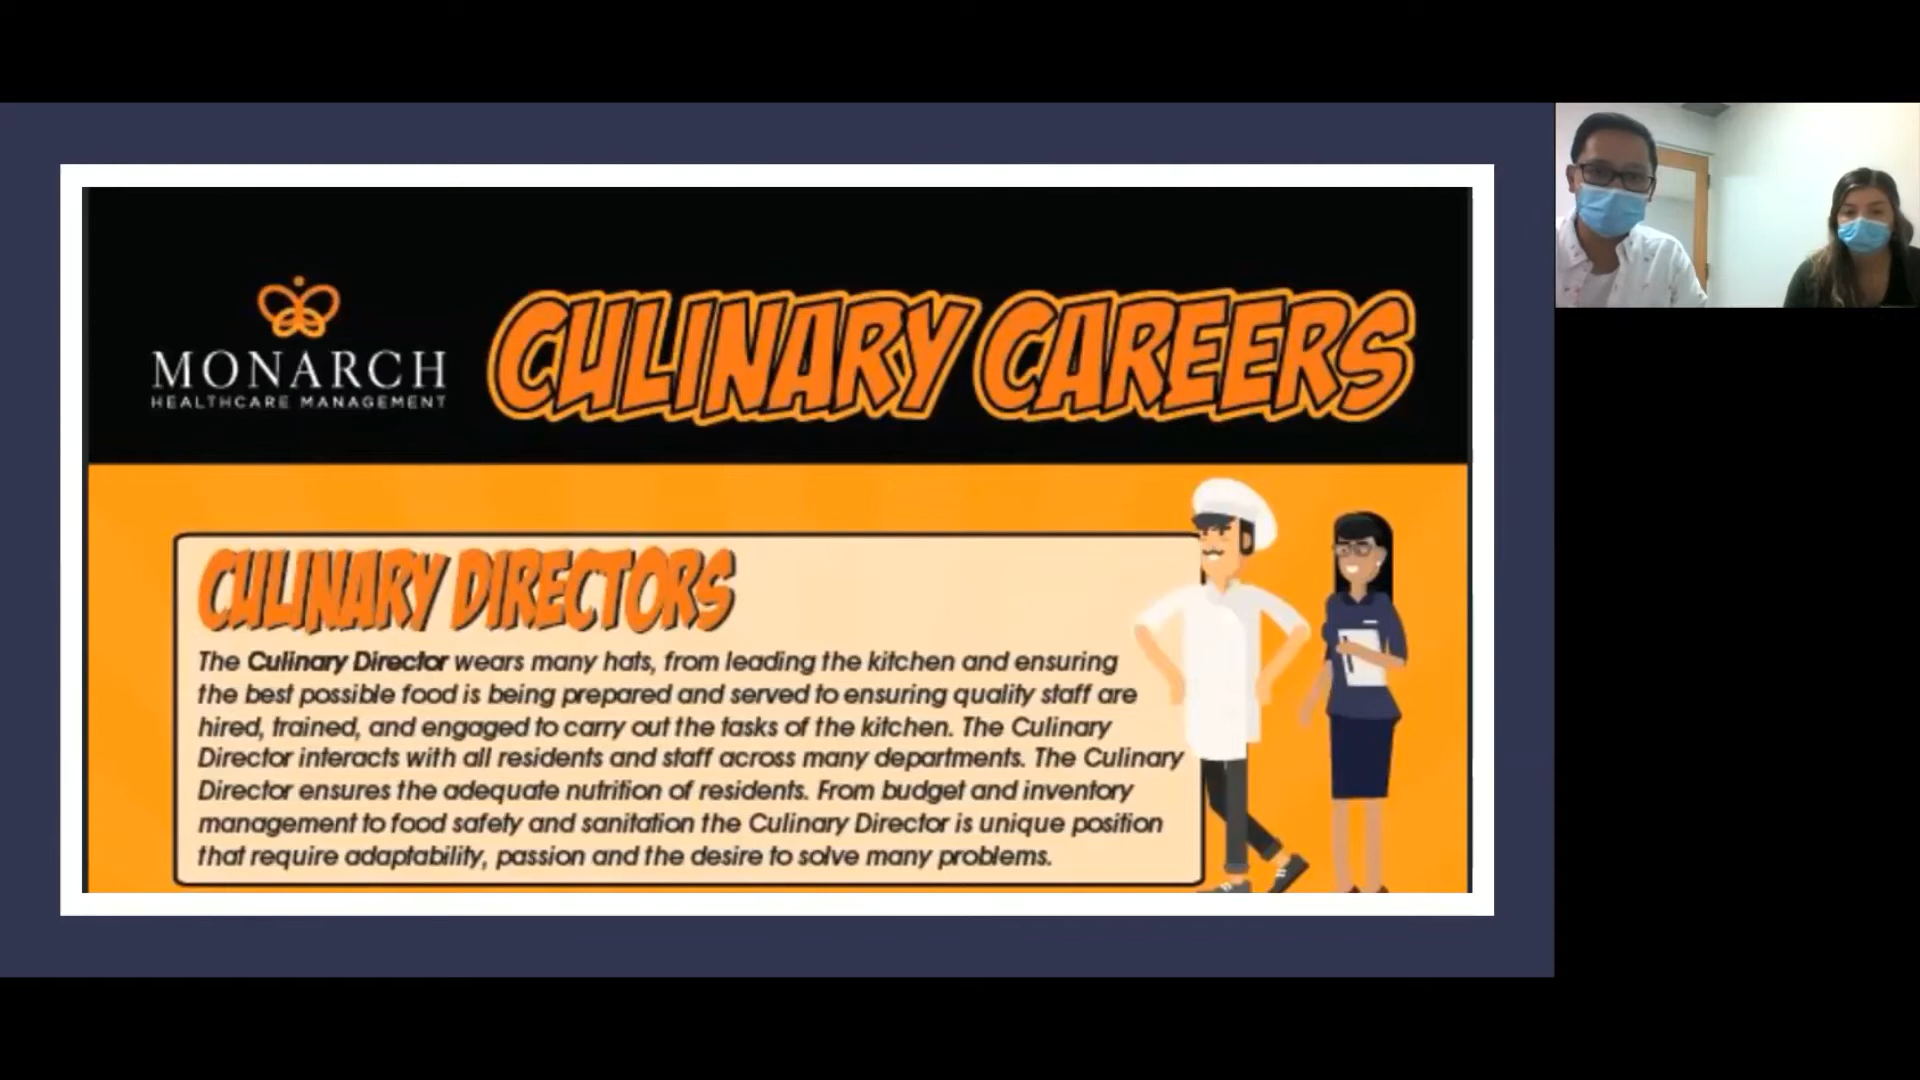 MONARCH
HEALTHCARE MANAGEMENT
CULINARY CAREERS
CULINARY DIRECTORS
The Culinary Director wears many hats, from leading the kitchen and ensuring
the best possible food is being prepared and served to ensuring quality staff are
hired, trained, and engaged to carry out the tasks of the kitchen. The Culinary
Director interacts with all residents and staff across many departments. The Culinary
Director ensures the adequate nutrition of residents. From budget and inventory
management to food safety and sanitation the Culinary Director is unique position
that require adaptability, passion and the desire to solve many problems.